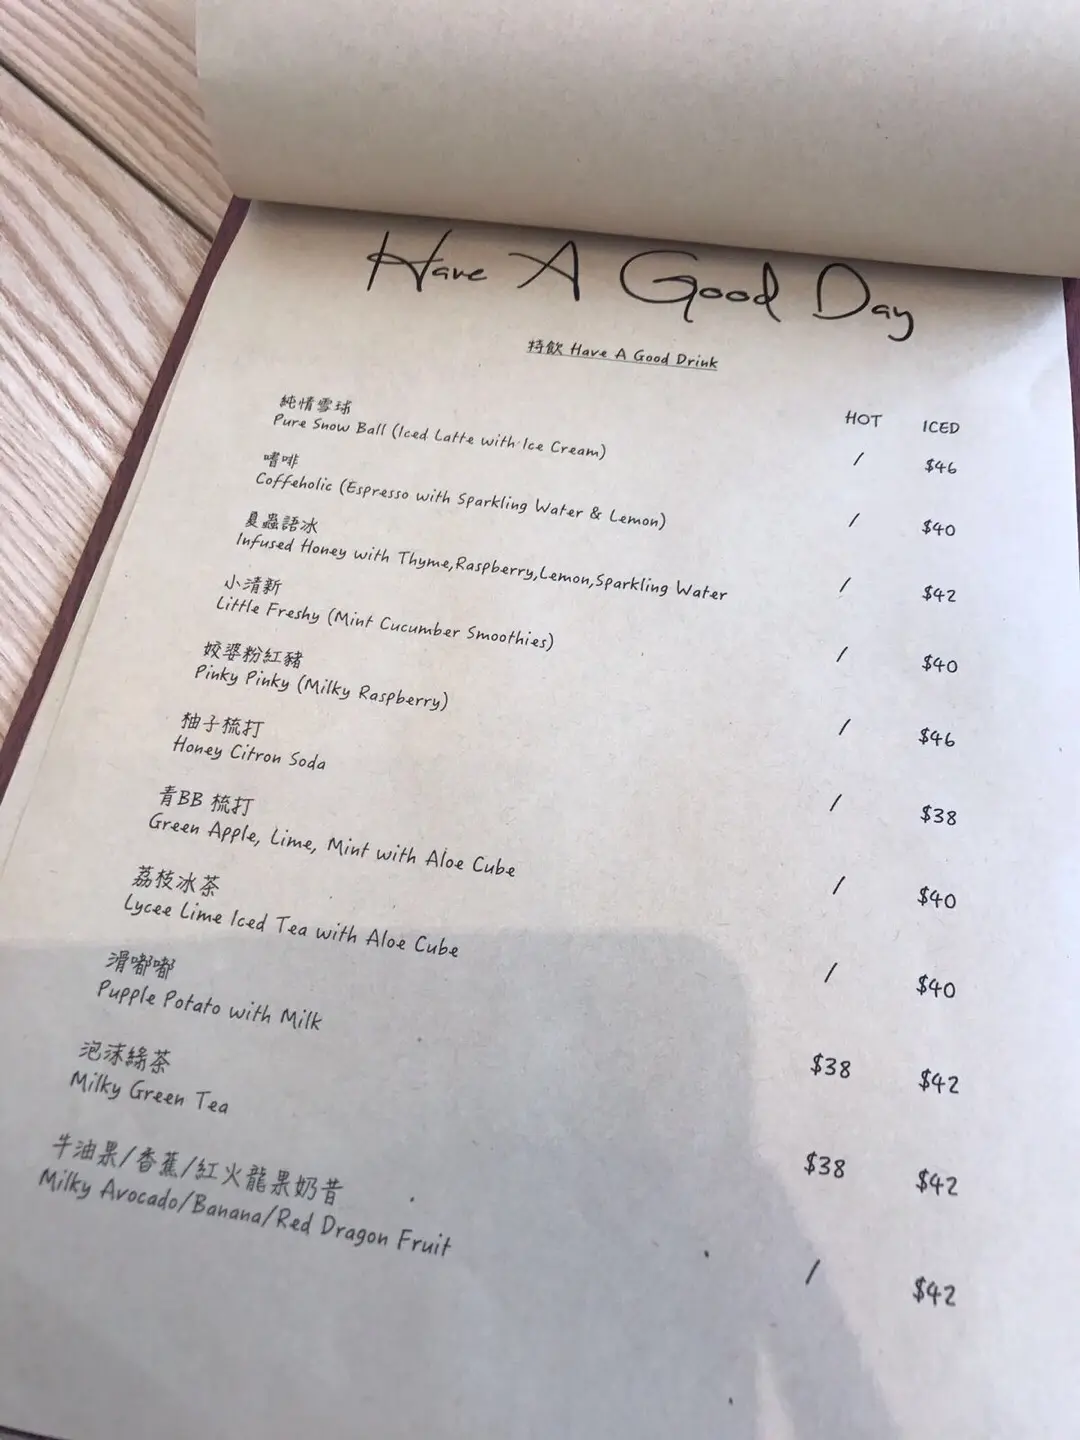 Have A Good Day
特飲 Have A Good Drink
HOT ICED
純情雪球
Pure Snow Ball (Iced Latte with Ice Cream) / $46
嗜啡
Coffeholic (Espresso with Sparkling Water & Lemon) / $40
夏蟲語冰
Infused Honey with Thyme,Raspberry,Lemon,Sparkling Water / $42
小清新
Little Freshy (Mint Cucumber Smoothies) / $40
姣婆粉紅豬
Pinky Pinky (Milky Raspberry) / $46
柚子梳打
Honey Citron Soda / $38
青BB 梳打
Green Apple, Lime, Mint with Aloe Cube / $40
荔枝冰茶
Lycee Lime Iced Tea with Aloe Cube / $40
滑嘟嘟
Pupple Potato with Milk $38 $42
泡沫綠茶
Milky Green Tea $38 $42
牛油果/香蕉/紅火龍果奶昔
Milky Avocado/Banana/Red Dragon Fruit / $42